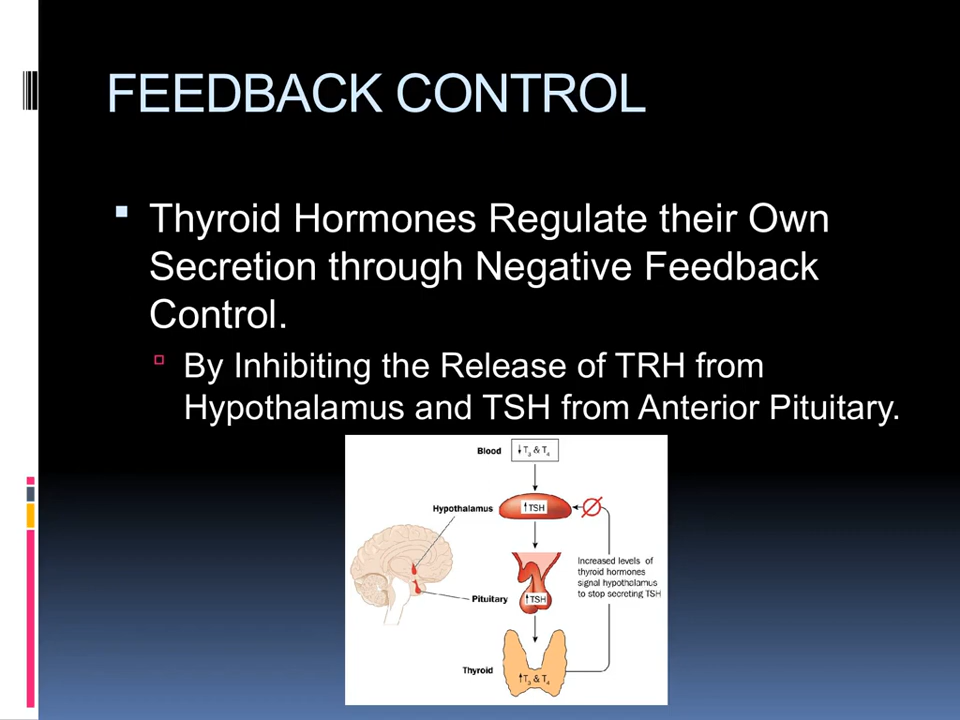 FEEDBACK CONTROL
Thyroid Hormones Regulate their Own
Secretion through Negative Feedback
Control.
By Inhibiting the Release of TRH from
Hypothalamus and TSH from Anterior Pituitary.
Blood
↓T3 & T4
Hypothalamus
↑TSH
Increased levels of
thyroid hormones
signal hypothalamus
to stop secreting TSH
Pituitary
↑TSH
Thyroid
↑T3 & T4